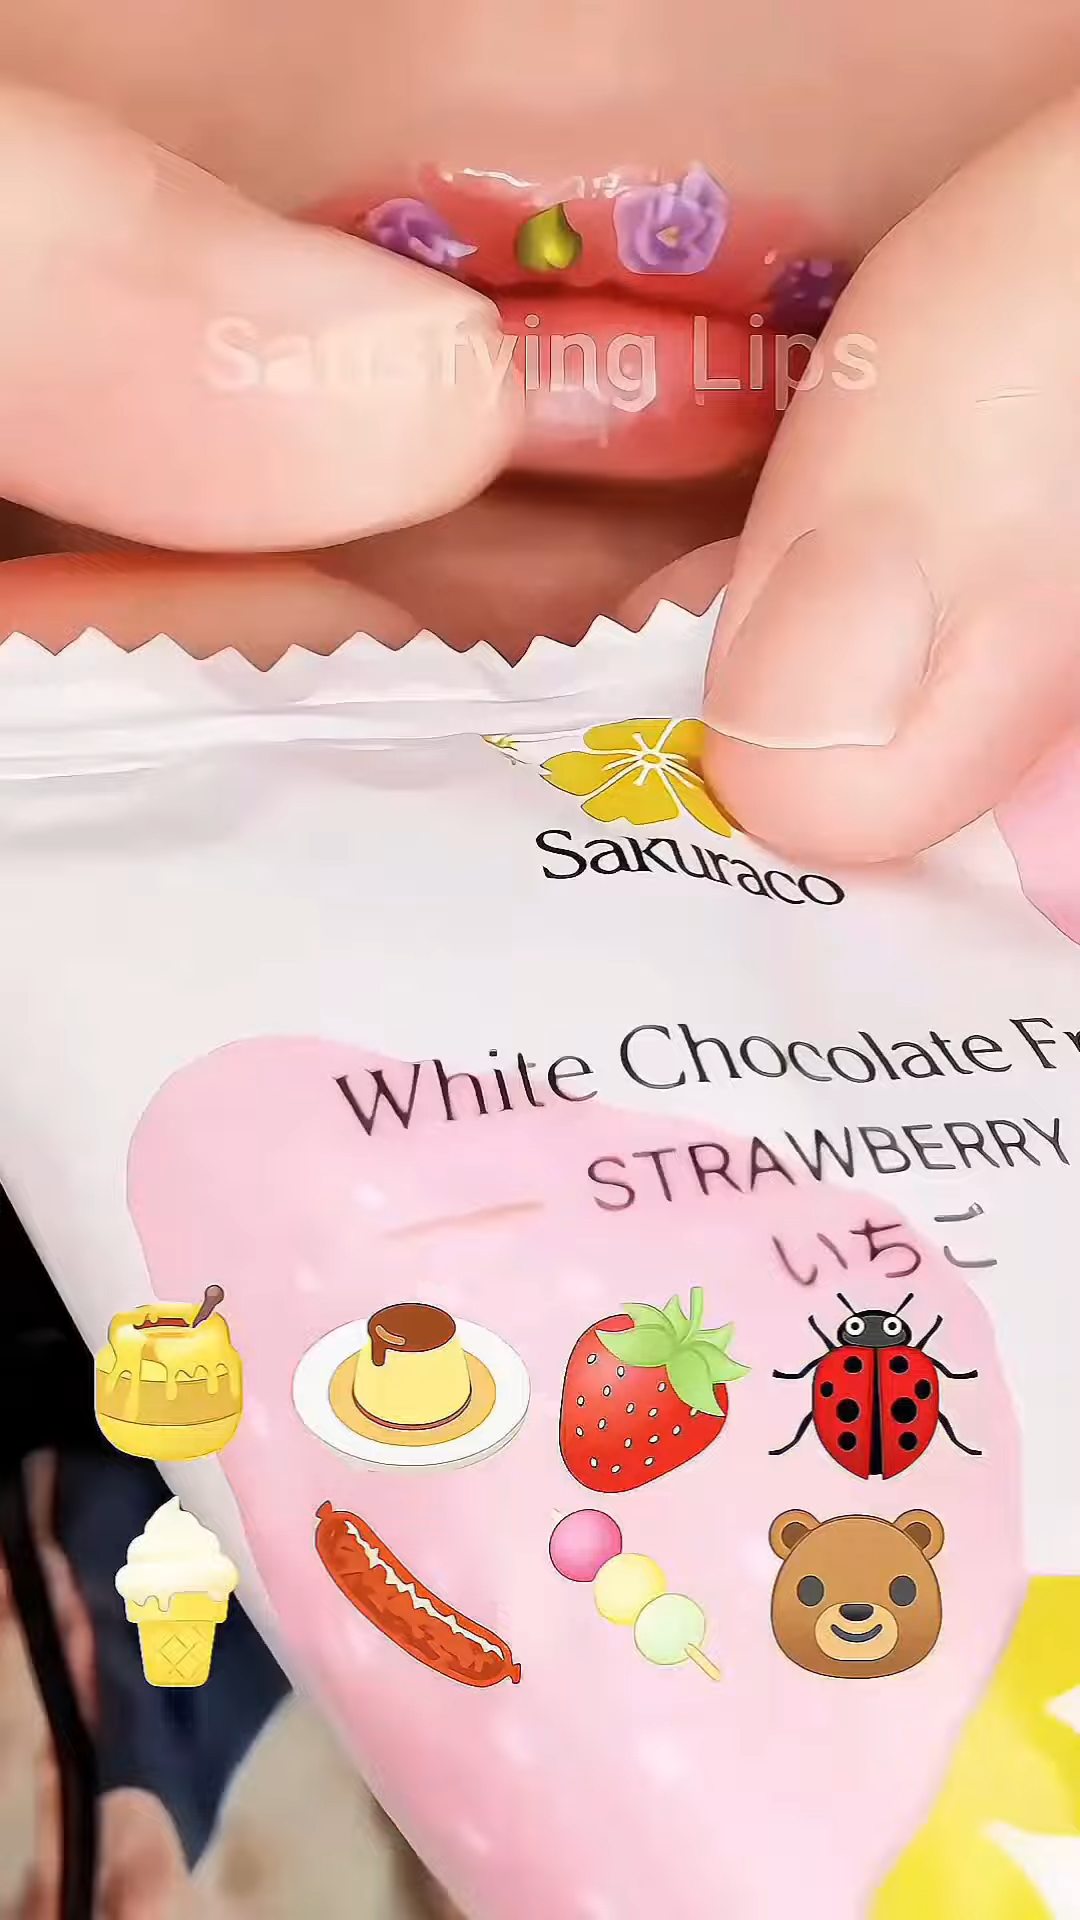 Satisfying Lips
Sakuraco
White Chocolate Fr
STRAWBERRY
いちご